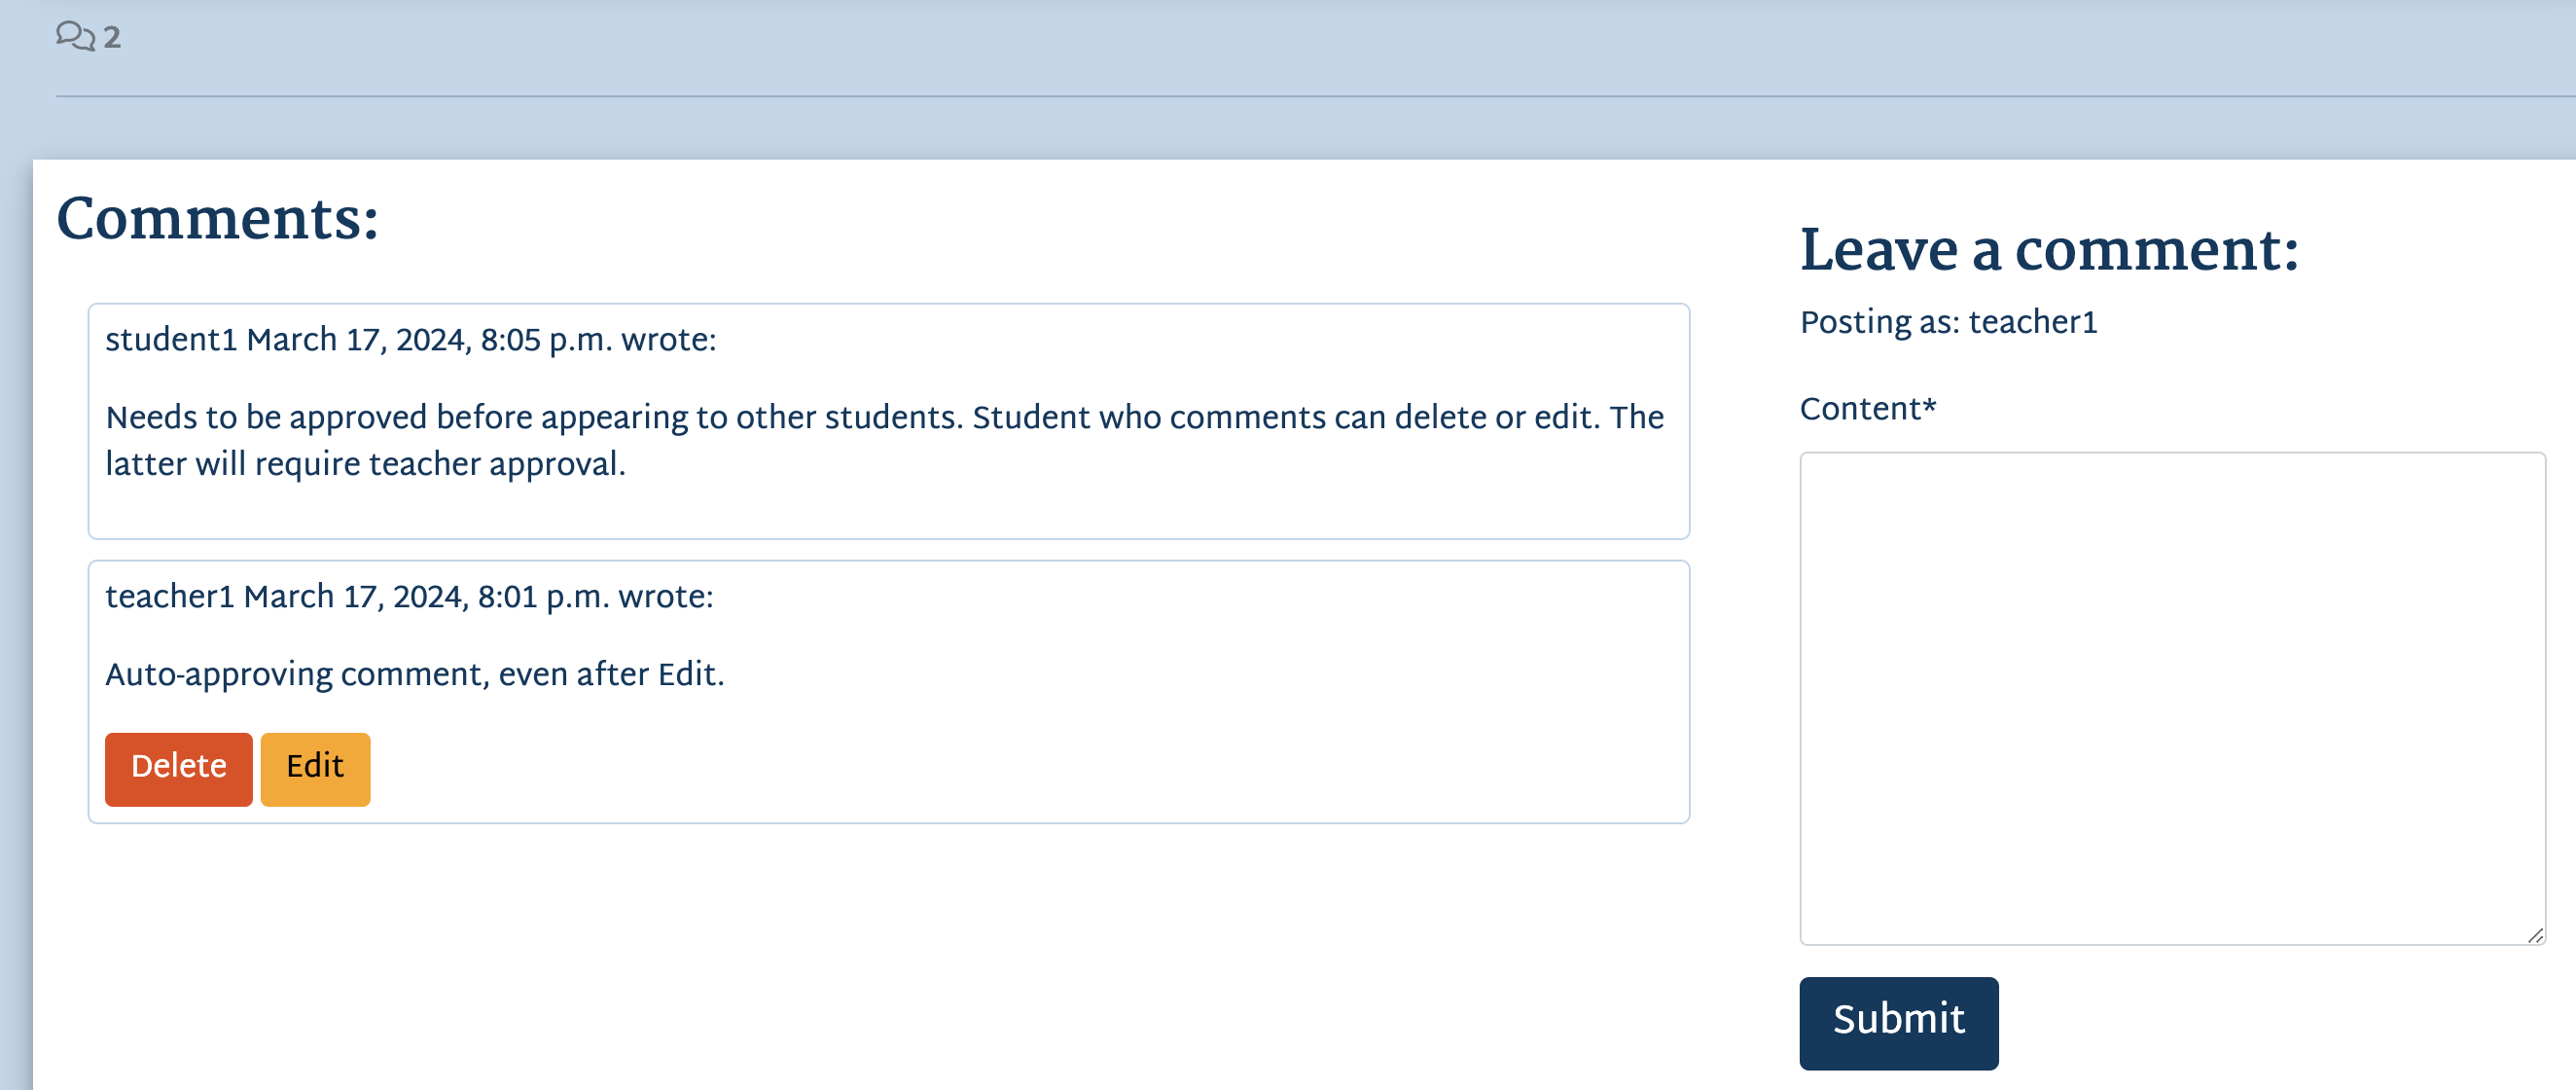 2
Comments:
student1 March 17, 2024, 8:05 p.m. wrote:
Needs to be approved before appearing to other students. Student who comments can delete or edit. The
latter will require teacher approval.
teacher1 March 17, 2024, 8:01 p.m. wrote:
Auto-approving comment, even after Edit.
Delete Edit
Leave a comment:
Posting as: teacher1
Content*
Submit